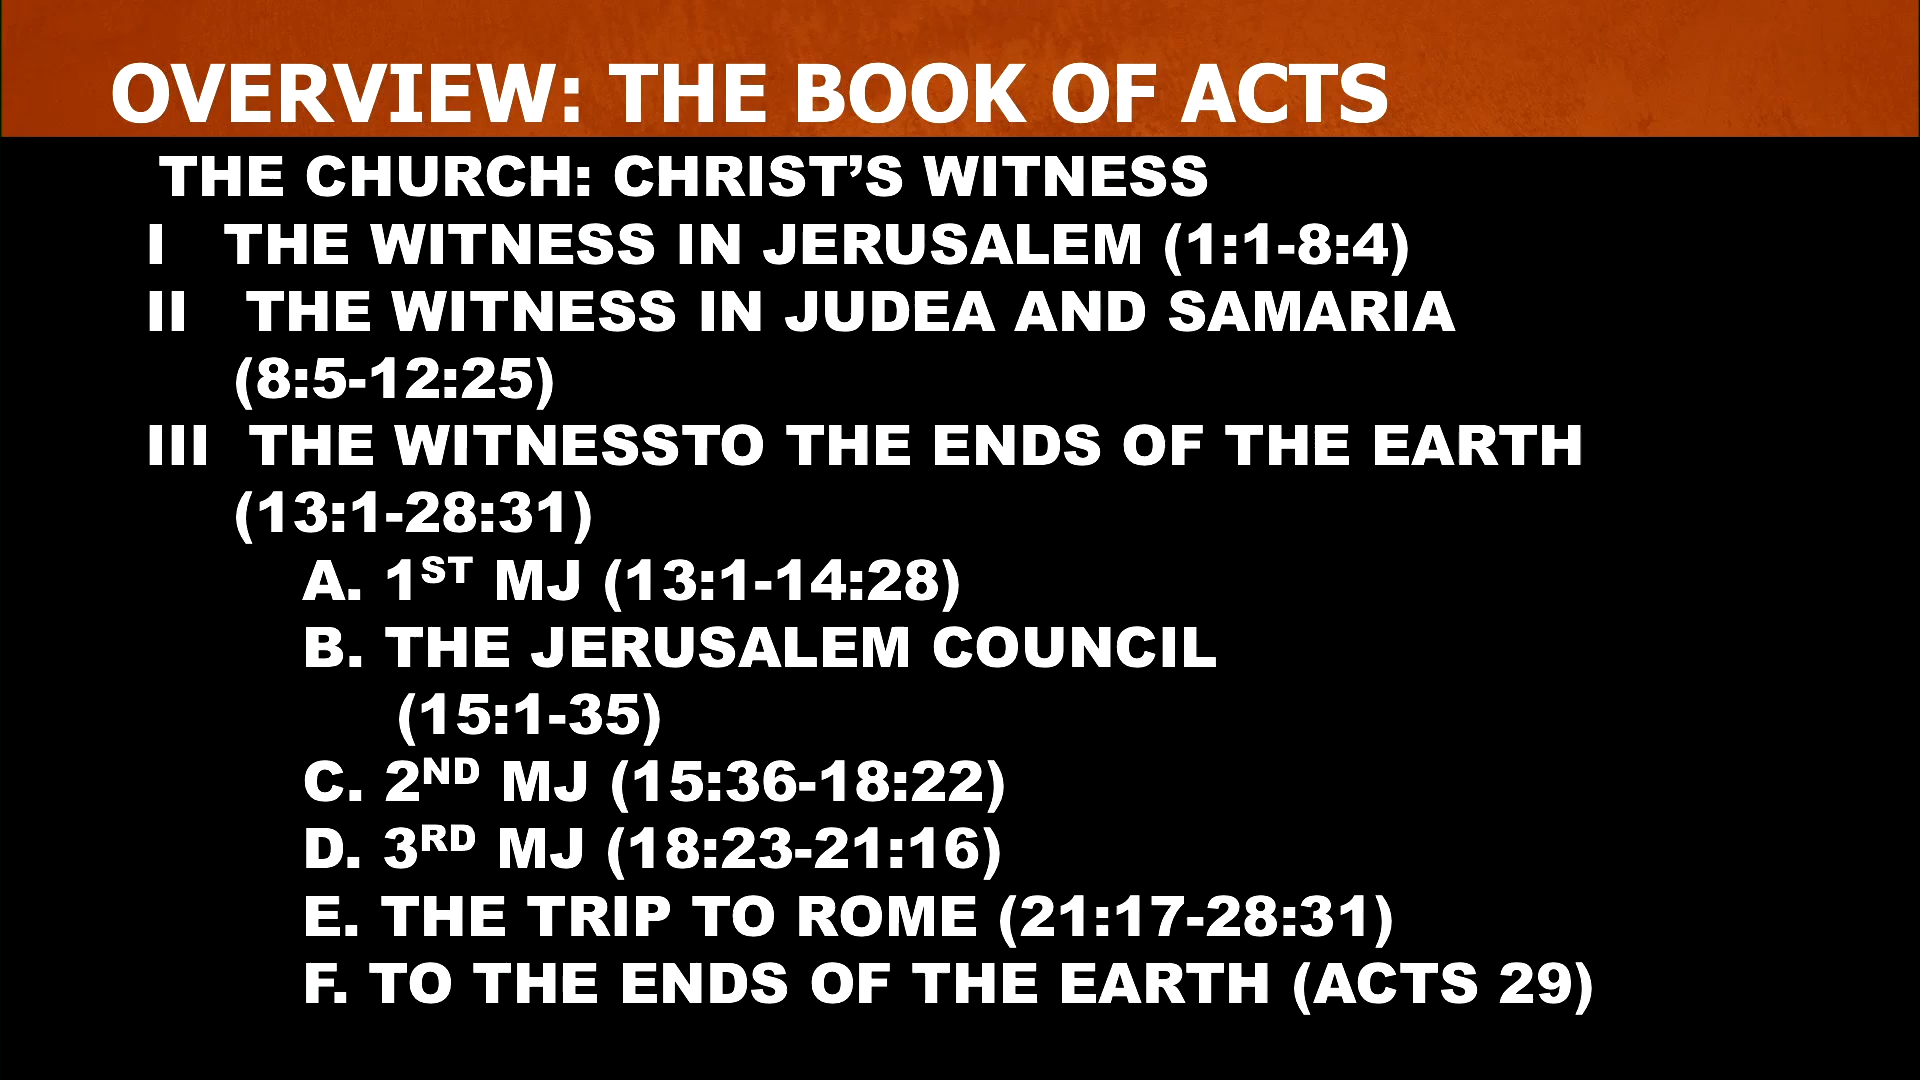 OVERVIEW: THE BOOK OF ACTS
THE CHURCH: CHRIST’S WITNESS
I THE WITNESS IN JERUSALEM (1:1-8:4)
II THE WITNESS IN JUDEA AND SAMARIA
(8:5-12:25)
III THE WITNESSTO THE ENDS OF THE EARTH
(13:1-28:31)
A. 1ST MJ (13:1-14:28)
B. THE JERUSALEM COUNCIL
(15:1-35)
C. 2ND MJ (15:36-18:22)
D. 3RD MJ (18:23-21:16)
E. THE TRIP TO ROME (21:17-28:31)
F. TO THE ENDS OF THE EARTH (ACTS 29)